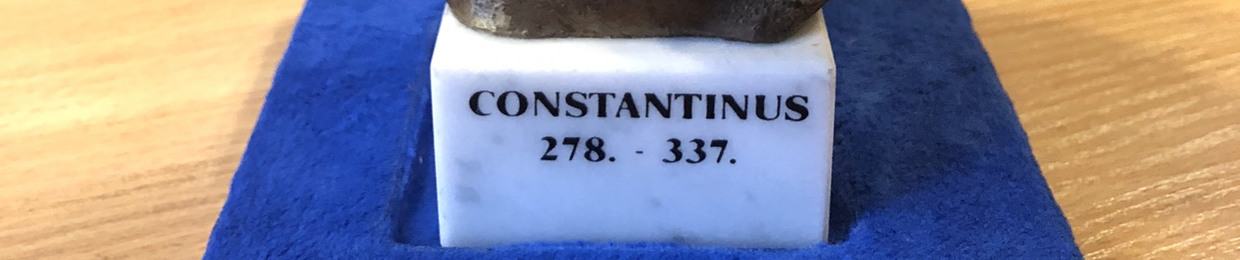 CONSTANTINUS
278. - 337.